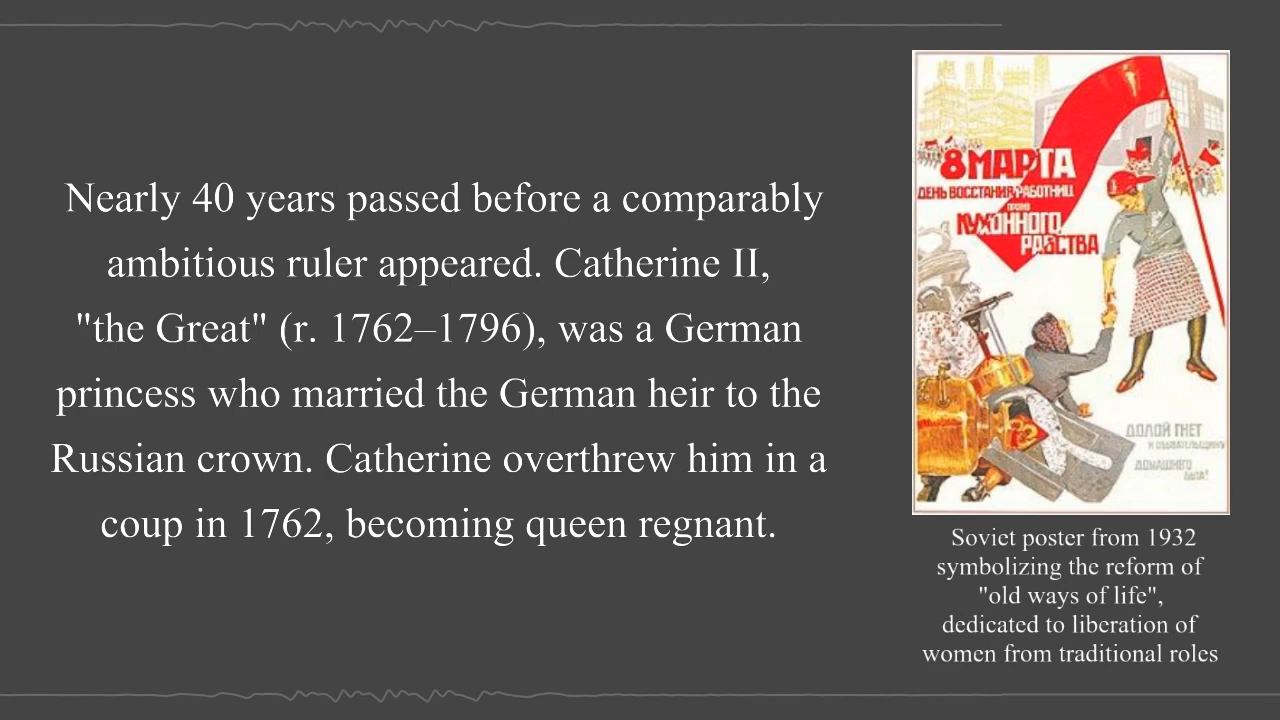 Nearly 40 years passed before a comparably
ambitious ruler appeared. Catherine II,
"the Great" (r. 1762–1796), was a German
princess who married the German heir to the
Russian crown. Catherine overthrew him in a
coup in 1762, becoming queen regnant.
8 МАРТА
ДЕНЬ ВОССТАНИЯ РАБОТНИЦ
ПРОТИВ
КУХОННОГО
РАБСТВА
ДОЛОЙ ГНЕТ
И ОБЫВАТЕЛЬЩИНУ
ДОМАШНЕГО
БЫТА!
Soviet poster from 1932
symbolizing the reform of
"old ways of life",
dedicated to liberation of
women from traditional roles